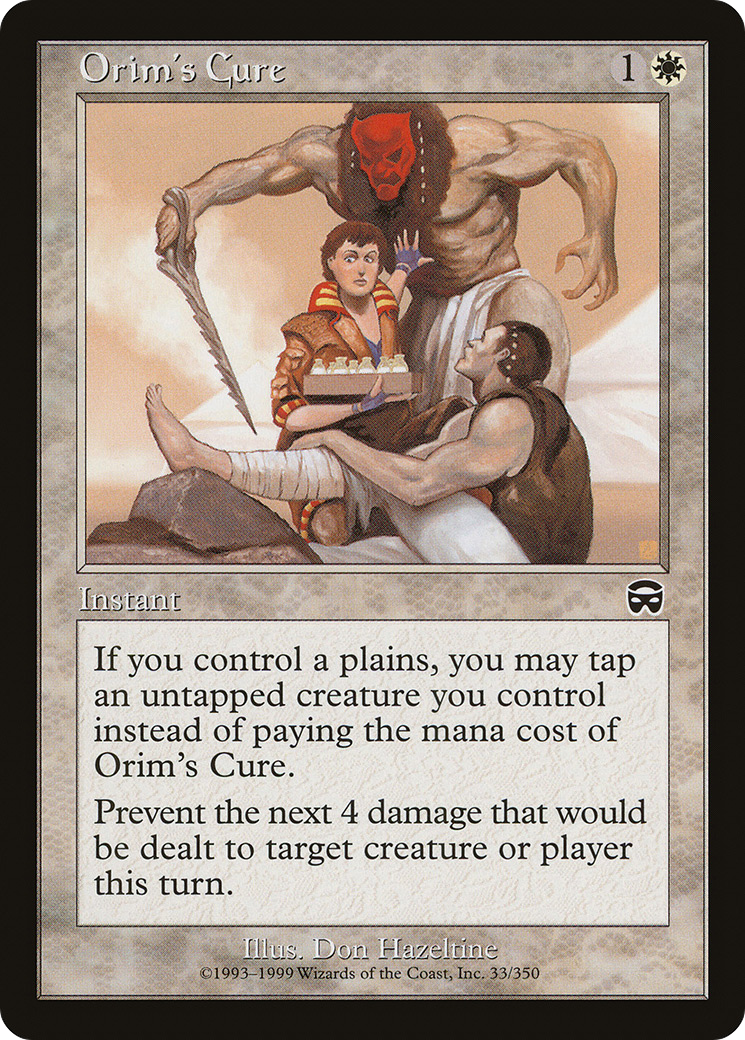 Orim's Cure 1
Instant
If you control a plains, you may tap
an untapped creature you control
instead of paying the mana cost of
Orim's Cure.
Prevent the next 4 damage that would
be dealt to target creature or player
this turn.
Illus. Don Hazeltine
©1993–1999 Wizards of the Coast, Inc. 33/350